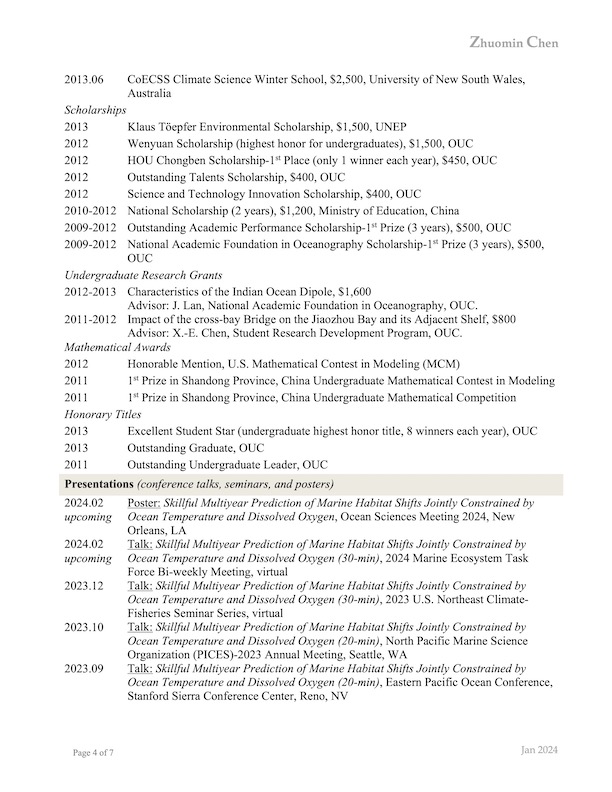 Zhuomin Chen
2013.06 CoECSS Climate Science Winter School, $2,500, University of New South Wales,
Australia
Scholarships
2013 Klaus Töepfer Environmental Scholarship, $1,500, UNEP
2012 Wenyuan Scholarship (highest honor for undergraduates), $1,500, OUC
2012 HOU Chongben Scholarship-1st Place (only 1 winner each year), $450, OUC
2012 Outstanding Talents Scholarship, $400, OUC
2012 Science and Technology Innovation Scholarship, $400, OUC
2010-2012 National Scholarship (2 years), $1,200, Ministry of Education, China
2009-2012 Outstanding Academic Performance Scholarship-1st Prize (3 years), $500, OUC
2009-2012 National Academic Foundation in Oceanography Scholarship-1st Prize (3 years), $500,
OUC
Undergraduate Research Grants
2012-2013 Characteristics of the Indian Ocean Dipole, $1,600
Advisor: J. Lan, National Academic Foundation in Oceanography, OUC.
2011-2012 Impact of the cross-bay Bridge on the Jiaozhou Bay and its Adjacent Shelf, $800
Advisor: X.-E. Chen, Student Research Development Program, OUC.
Mathematical Awards
2012 Honorable Mention, U.S. Mathematical Contest in Modeling (MCM)
2011 1st Prize in Shandong Province, China Undergraduate Mathematical Contest in Modeling
2011 1st Prize in Shandong Province, China Undergraduate Mathematical Competition
Honorary Titles
2013 Excellent Student Star (undergraduate highest honor title, 8 winners each year), OUC
2013 Outstanding Graduate, OUC
2011 Outstanding Undergraduate Leader, OUC
Presentations (conference talks, seminars, and posters)
2024.02 Poster: Skillful Multiyear Prediction of Marine Habitat Shifts Jointly Constrained by
upcoming Ocean Temperature and Dissolved Oxygen, Ocean Sciences Meeting 2024, New
Orleans, LA
2024.02 Talk: Skillful Multiyear Prediction of Marine Habitat Shifts Jointly Constrained by
upcoming Ocean Temperature and Dissolved Oxygen (30-min), 2024 Marine Ecosystem Task
Force Bi-weekly Meeting, virtual
2023.12 Talk: Skillful Multiyear Prediction of Marine Habitat Shifts Jointly Constrained by
Ocean Temperature and Dissolved Oxygen (30-min), 2023 U.S. Northeast Climate-
Fisheries Seminar Series, virtual
2023.10 Talk: Skillful Multiyear Prediction of Marine Habitat Shifts Jointly Constrained by
Ocean Temperature and Dissolved Oxygen (20-min), North Pacific Marine Science
Organization (PICES)-2023 Annual Meeting, Seattle, WA
2023.09 Talk: Skillful Multiyear Prediction of Marine Habitat Shifts Jointly Constrained by
Ocean Temperature and Dissolved Oxygen (20-min), Eastern Pacific Ocean Conference,
Stanford Sierra Conference Center, Reno, NV
Page 4 of 7 Jan 2024